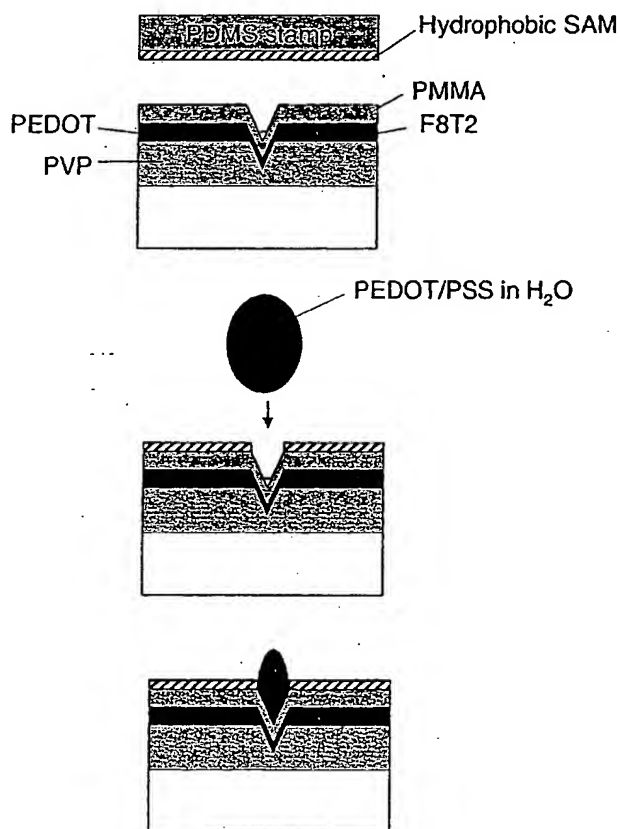 PDMS stamp
Hydrophobic SAM
PMMA
PEDOT
F8T2
PVP
PEDOT/PSS in H₂O